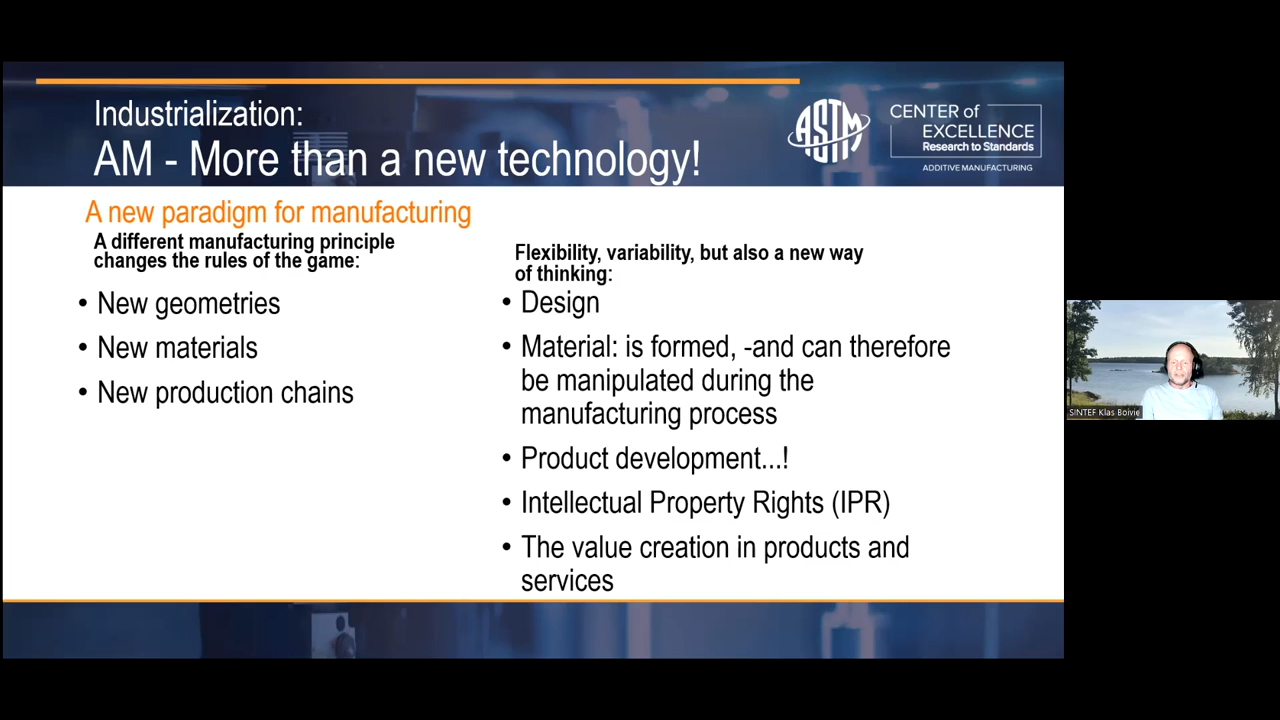 Industrialization:
AM - More than a new technology!
ASTM
CENTER of
EXCELLENCE
Research to Standards
ADDITIVE MANUFACTURING
A new paradigm for manufacturing
A different manufacturing principle
changes the rules of the game:
• New geometries
• New materials
• New production chains
Flexibility, variability, but also a new way
of thinking:
• Design
• Material: is formed, -and can therefore
be manipulated during the
manufacturing process
• Product development...!
• Intellectual Property Rights (IPR)
• The value creation in products and
services
SINTEF Klas Boivie